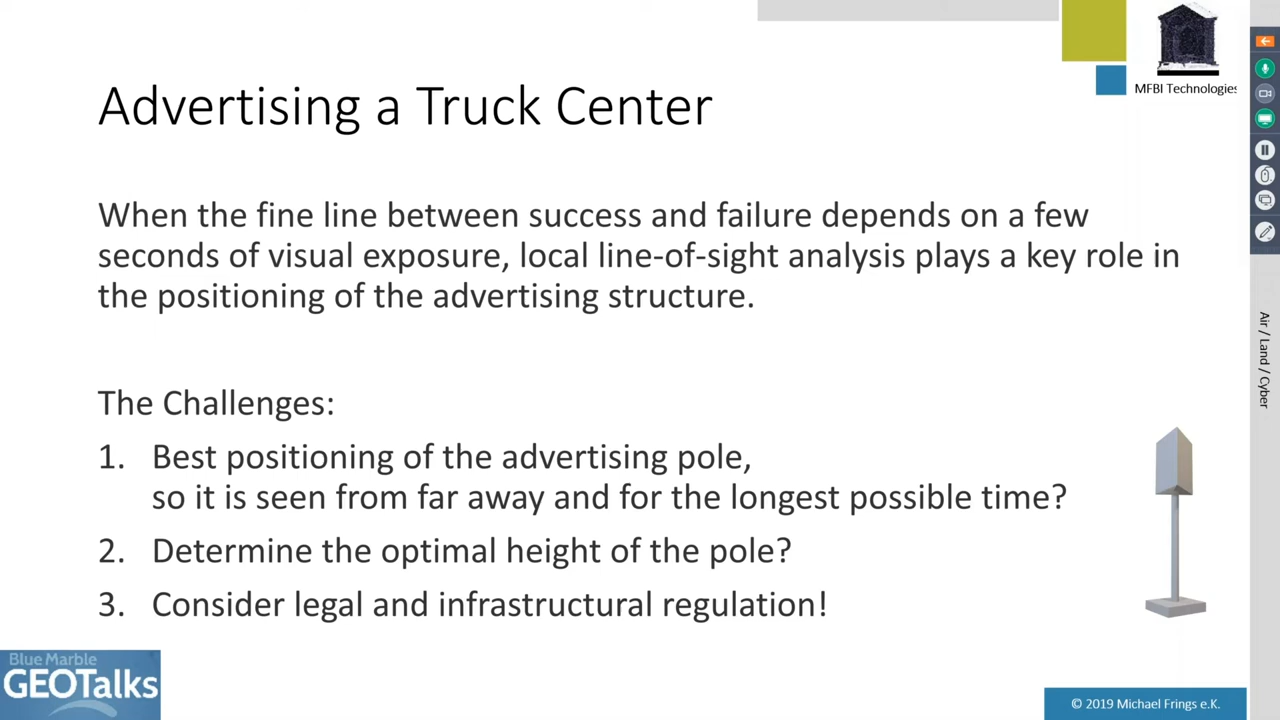 MFBI Technologies
Advertising a Truck Center
When the fine line between success and failure depends on a few
seconds of visual exposure, local line-of-sight analysis plays a key role in
the positioning of the advertising structure.
The Challenges:
1. Best positioning of the advertising pole,
so it is seen from far away and for the longest possible time?
2. Determine the optimal height of the pole?
3. Consider legal and infrastructural regulation!
Air / Land / Cyber
Blue Marble
GEOTalks
© 2019 Michael Frings e.K.